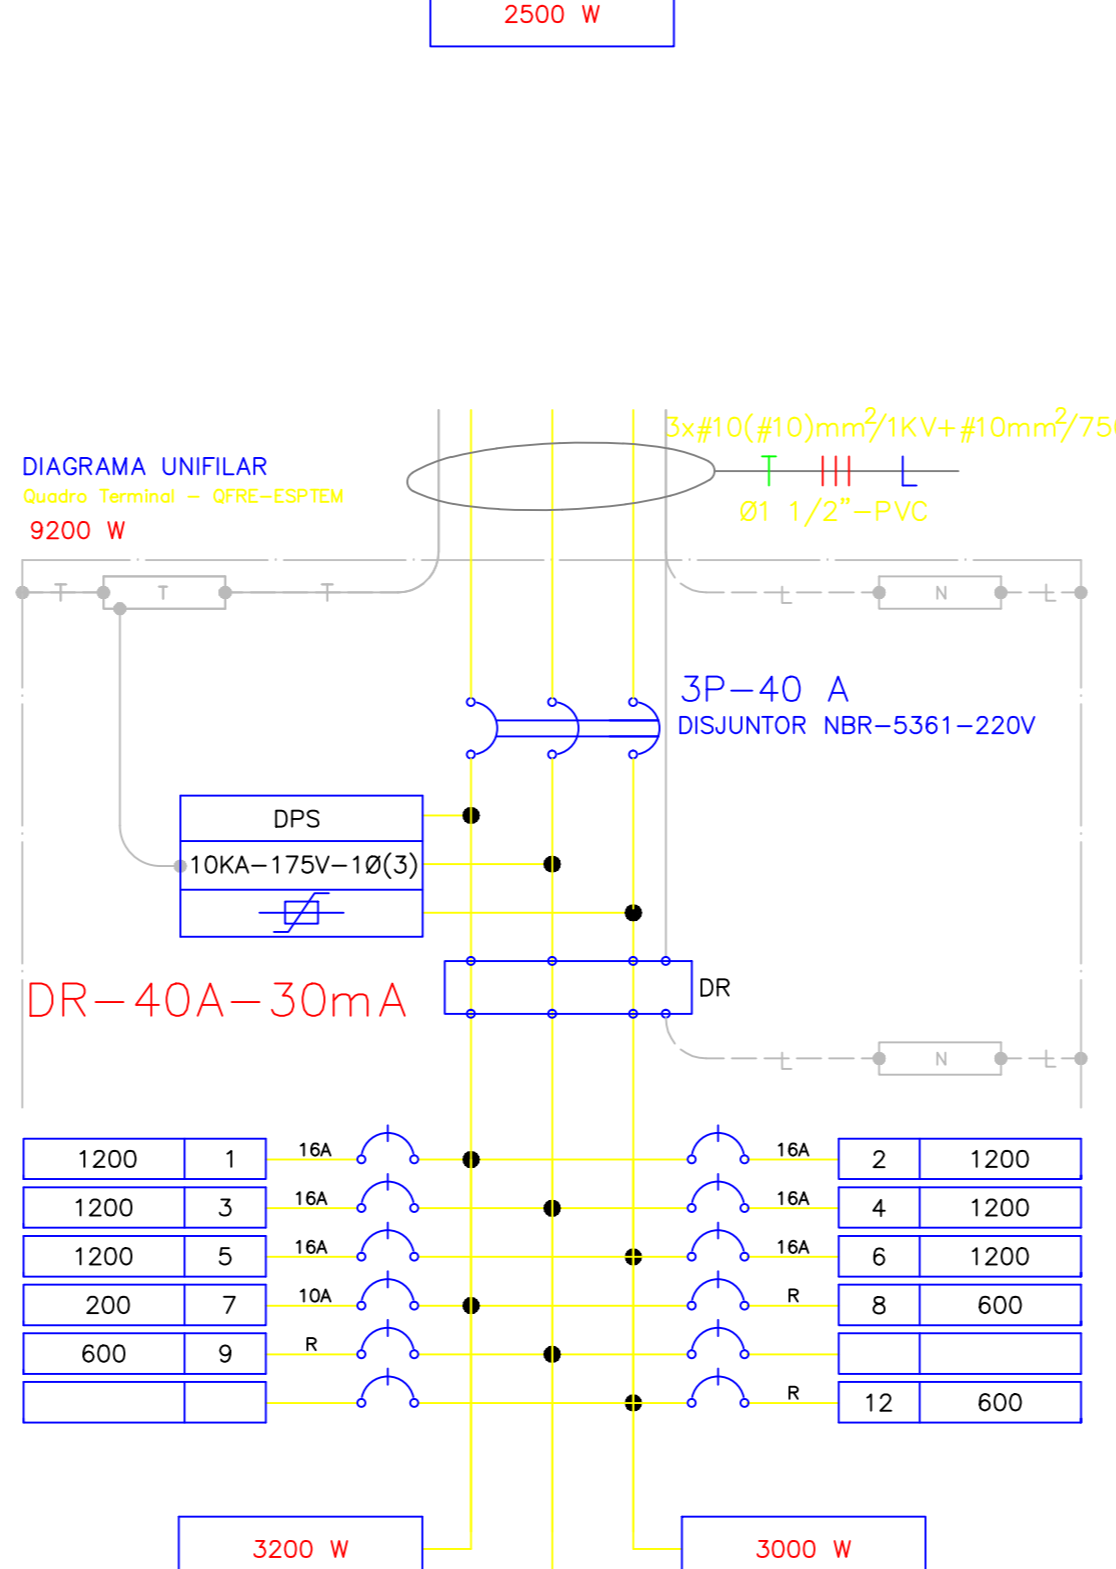 2500 W
3x#10(#10)mm²/1KV+#10mm²/75
DIAGRAMA UNIFILAR
T L
Quadro Terminal - QFRE-ESPTEM
Ø1 1/2"-PVC
9200 W
T T T L N L
3P-40 A
DISJUNTOR NBR-5361-220V
DPS
10KA-175V-1Ø(3)
DR-40A-30mA
DR
L N L
1200 1 16A 16A 2 1200
1200 3 16A 16A 4 1200
1200 5 16A 16A 6 1200
200 7 10A R 8 600
600 9 R
R 12 600
3200 W 3000 W